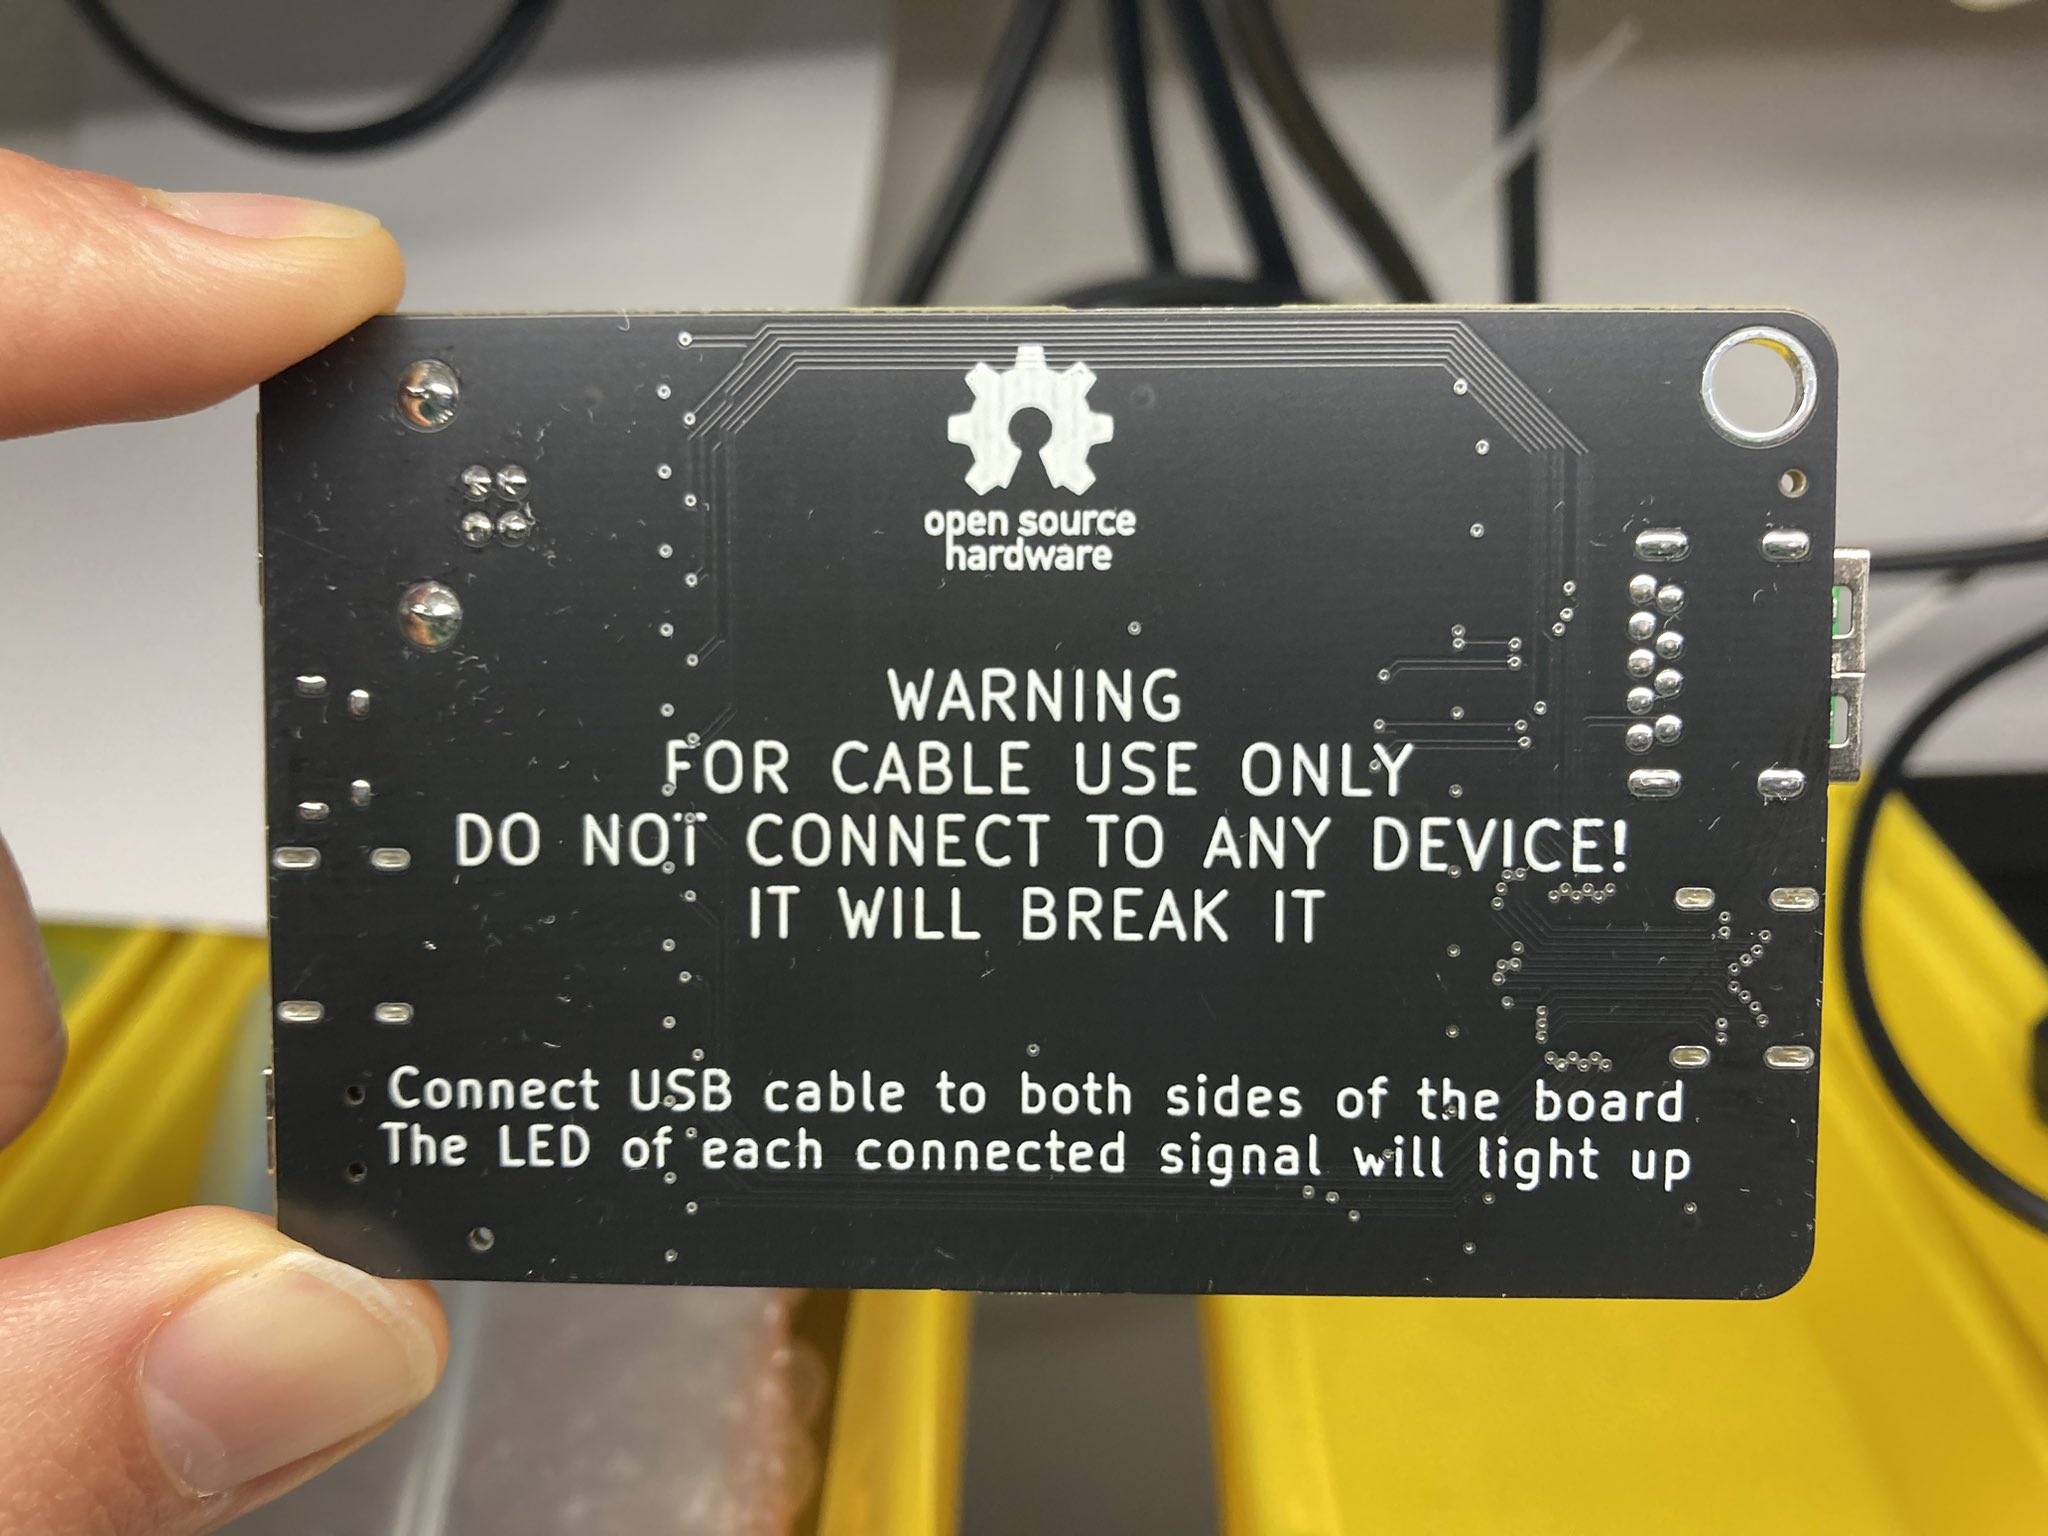 open source
hardware
WARNING
FOR CABLE USE ONLY
DO NOT CONNECT TO ANY DEVICE!
IT WILL BREAK IT
Connect USB cable to both sides of the board
The LED of each connected signal will light up